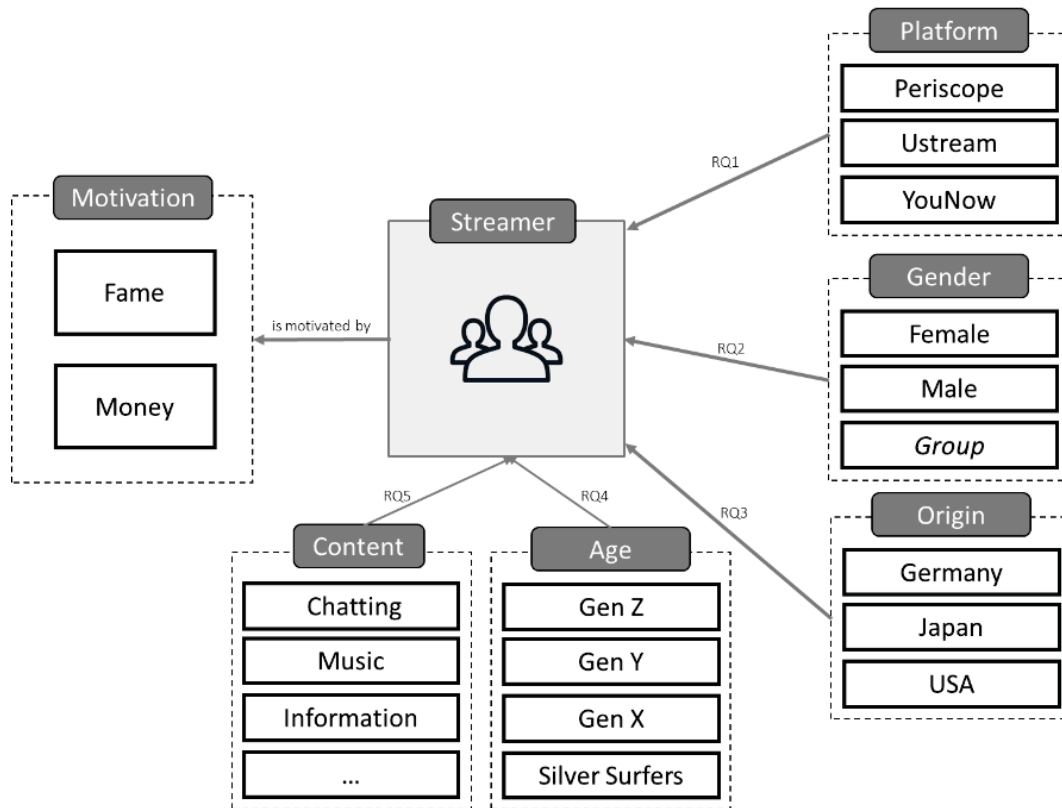 Platform
Periscope
Ustream
YouNow
RQ1
Motivation
Fame
Money
is motivated by
Streamer
RQ2
Gender
Female
Male
Group
RQ3
Origin
Germany
Japan
USA
RQ5
RQ4
Content
Chatting
Music
Information
...
Age
Gen Z
Gen Y
Gen X
Silver Surfers